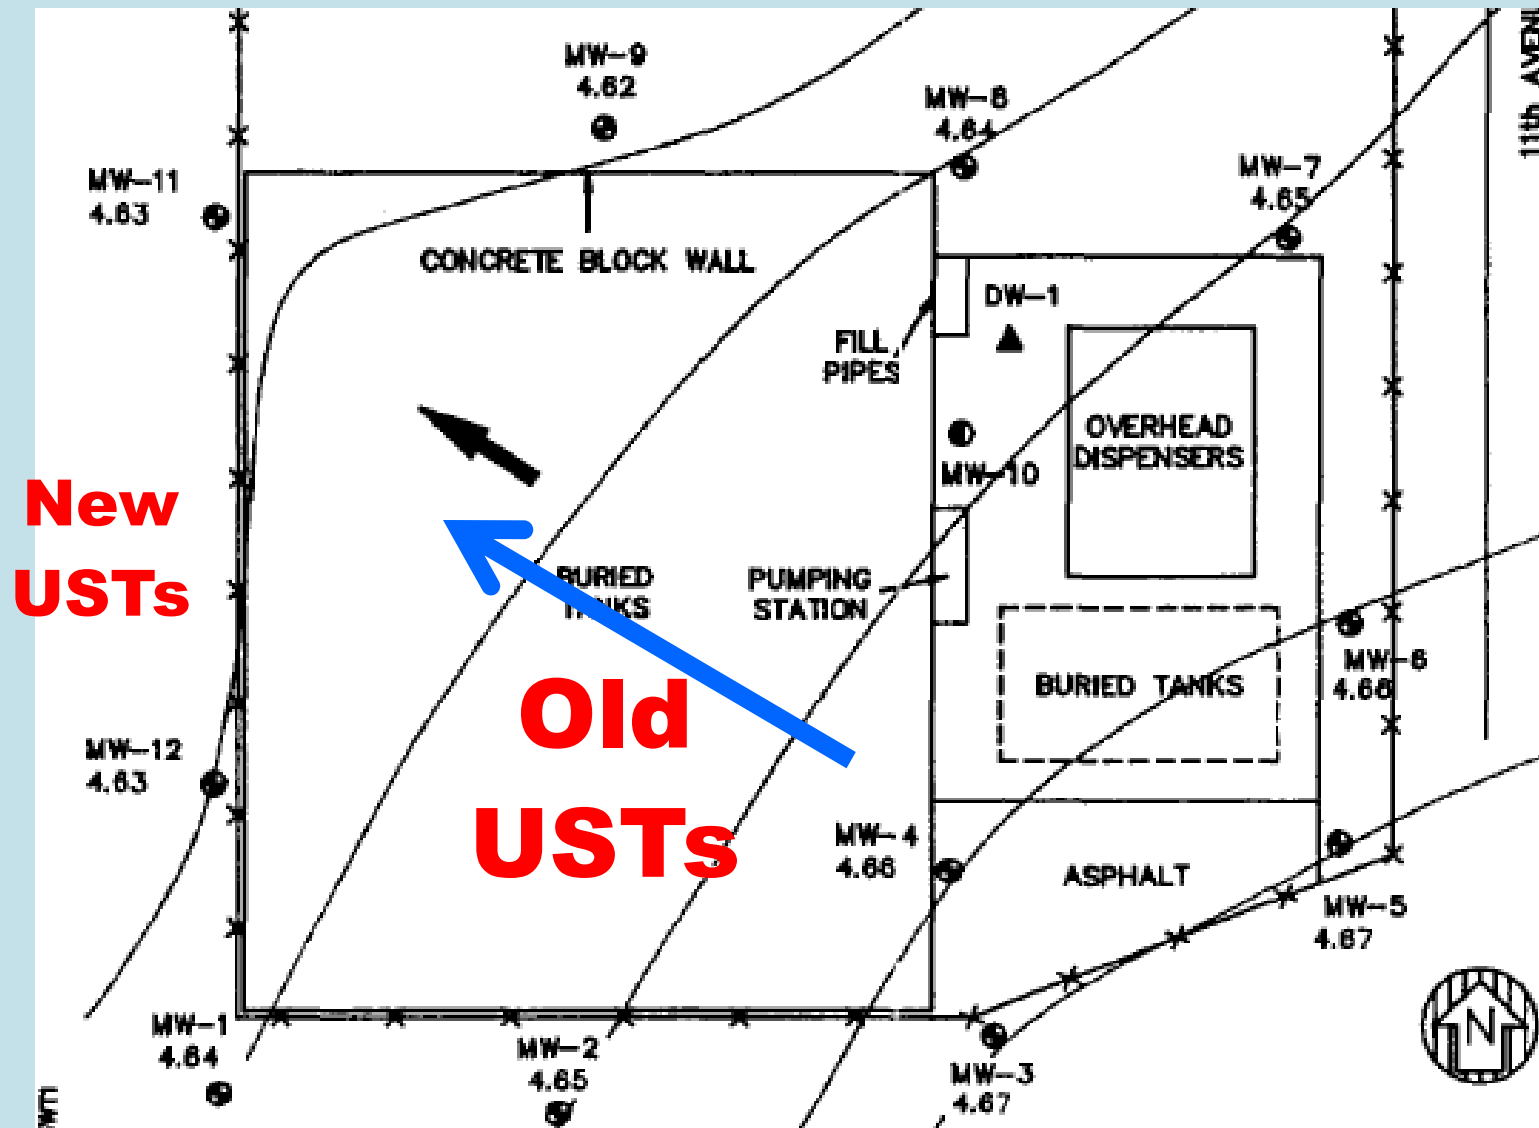 MW-9
4.62
MW-8
4.64
MW-7
4.65
11th AVENU
MW-11
4.63
CONCRETE BLOCK WALL
DW-1
FILL
PIPES
OVERHEAD
DISPENSERS
MW-10
New
USTs
BURIED
TANKS
PUMPING
STATION
MW-6
4.66
BURIED TANKS
Old
USTs
MW-12
4.63
MW-4
4.66
ASPHALT
MW-5
4.67
MW-1
4.64
MW-2
4.65
MW-3
4.67
N